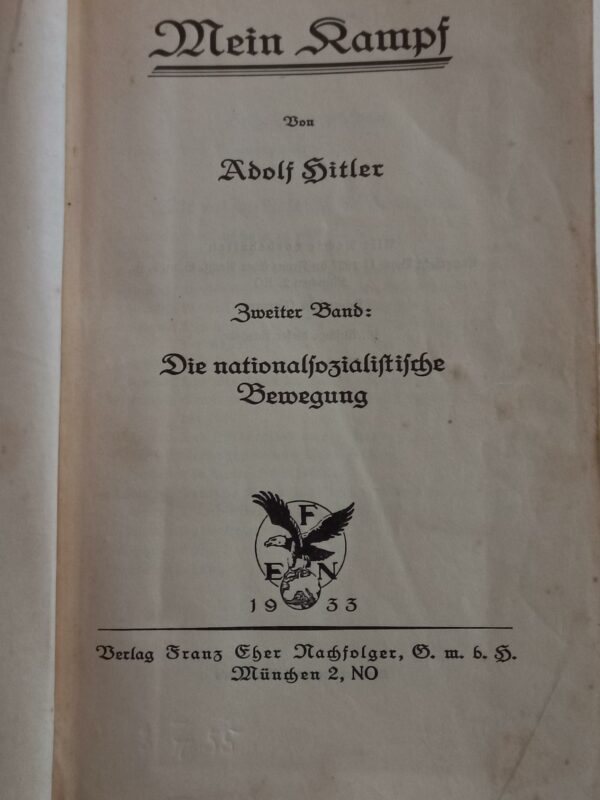 Mein Kampf
Von
Adolf Hitler
Zweiter Band:
Die nationalsozialistische
Bewegung
F
E N
1933
Verlag Franz Eher Nachfolger, G. m. b. H.
München 2, NO